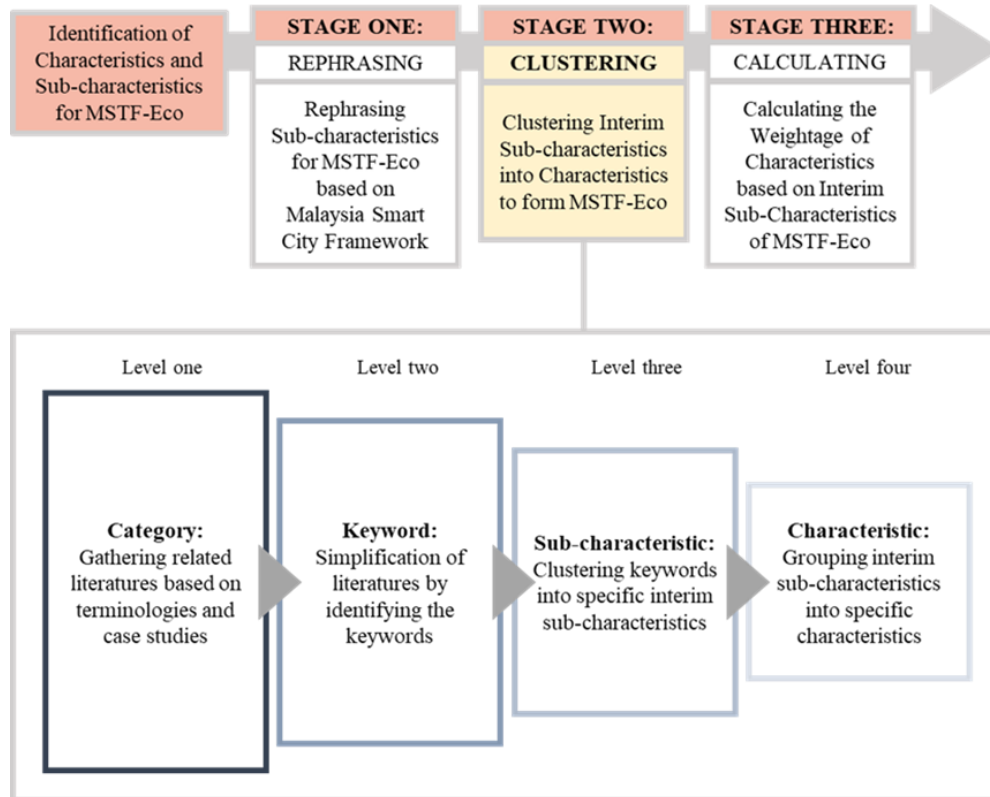 Identification of
Characteristics and
Sub-characteristics
for MSTF-Eco
STAGE ONE:
REPHRASING
Rephrasing
Sub-characteristics
for MSTF-Eco
based on
Malaysia Smart
City Framework
STAGE TWO:
CLUSTERING
Clustering Interim
Sub-characteristics
into Characteristics
to form MSTF-Eco
STAGE THREE:
CALCULATING
Calculating the
Weightage of
Characteristics
based on Interim
Sub-Characteristics
of MSTF-Eco
Level one
Category:
Gathering related
literatures based on
terminologies and
case studies
Level two
Keyword:
Simplification of
literatures by
identifying the
keywords
Level three
Sub-characteristic:
Clustering keywords
into specific interim
sub-characteristics
Level four
Characteristic:
Grouping interim
sub-characteristics
into specific
characteristics